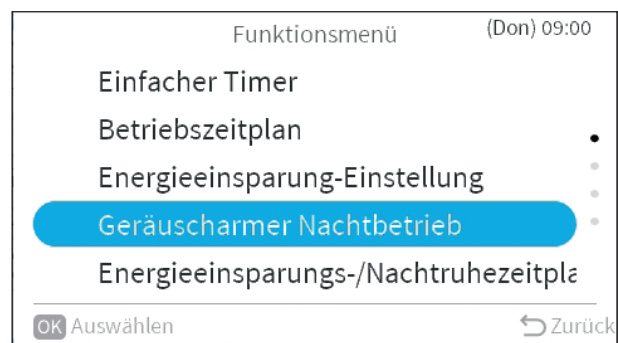 Funktionsmenü (Don) 09:00
Einfacher Timer
Betriebszeitplan
Energieeinsparung-Einstellung
Geräuscharmer Nachtbetrieb
Energieeinsparungs-/Nachtruhezeitpla
OK Auswählen Zurück